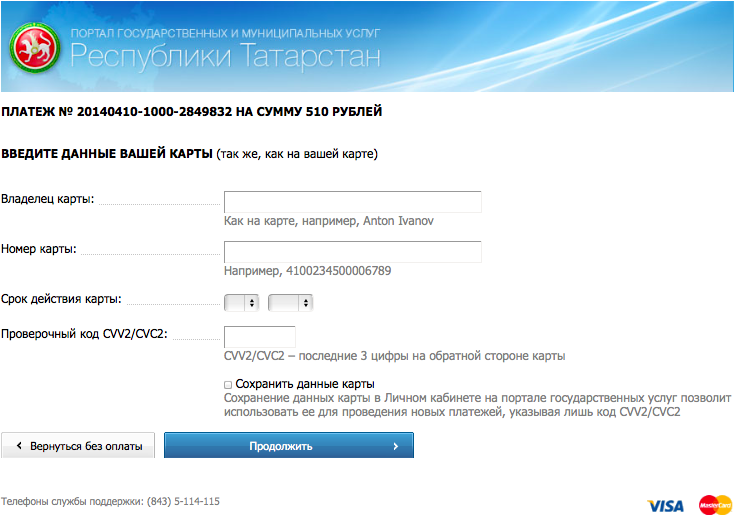 ПОРТАЛ ГОСУДАРСТВЕННЫХ И МУНИЦИПАЛЬНЫХ УСЛУГ
Республики Татарстан
ПЛАТЕЖ № 20140410-1000-2849832 НА СУММУ 510 РУБЛЕЙ
ВВЕДИТЕ ДАННЫЕ ВАШЕЙ КАРТЫ (так же, как на вашей карте)
Владелец карты:
Как на карте, например, Anton Ivanov
Номер карты:
Например, 4100234500006789
Срок действия карты:
Проверочный код CVV2/CVC2:
CVV2/CVC2 – последние 3 цифры на обратной стороне карты
Сохранить данные карты
Сохранение данных карты в Личном кабинете на портале государственных услуг позволит
использовать ее для проведения новых платежей, указывая лишь код CVV2/CVC2
Вернуться без оплаты
Продолжить
Телефоны службы поддержки: (843) 5-114-115
VISA
MasterCard